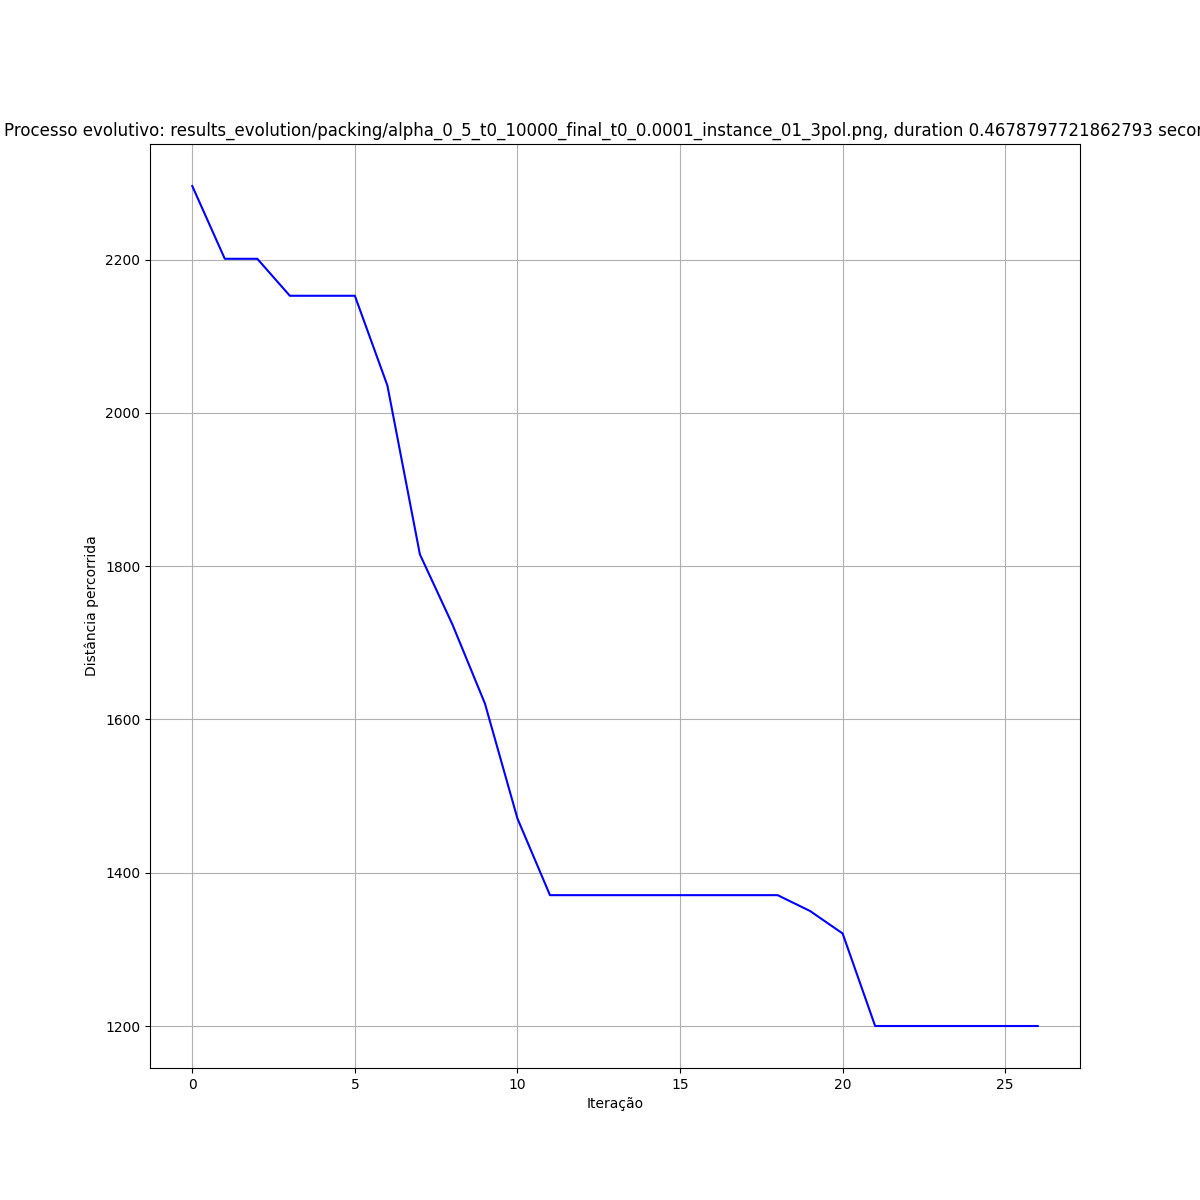 Processo evolutivo: results_evolution/packing/alpha_0_5_t0_10000_final_t0_0.0001_instance_01_3pol.png, duration 0.4678797721862793
2200
2000
1800
1600
1400
1200
Distância percorrida
0 5 10 15 20 25
Iteração